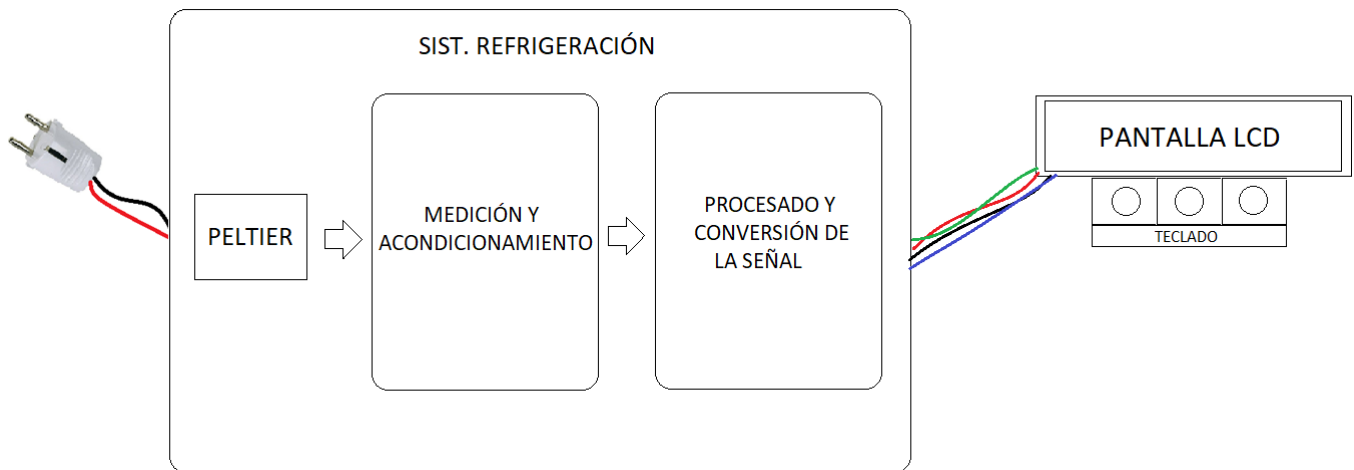 SIST. REFRIGERACIÓN
PELTIER
MEDICIÓN Y
ACONDICIONAMIENTO
PROCESADO Y
CONVERSIÓN DE
LA SEÑAL
PANTALLA LCD
TECLADO